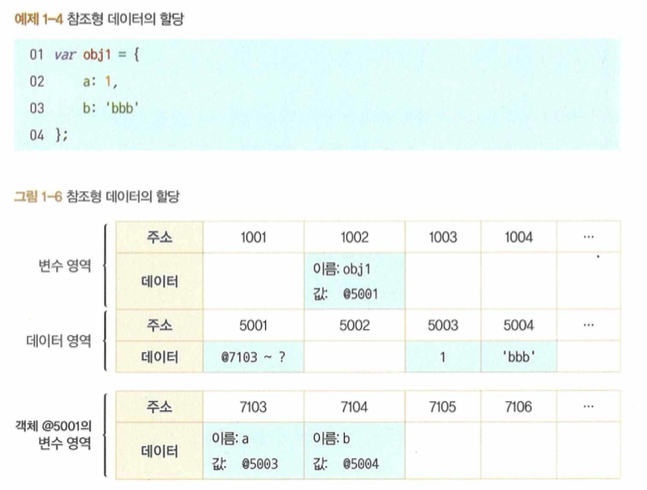 예제 1-4 참조형 데이터의 할당
01 var obj1 = {
02 a: 1,
03 b: 'bbb'
04 };
그림 1-6 참조형 데이터의 할당
변수 영역
주소 1001 1002 1003 1004 ...
데이터 이름: obj1
값: @5001
데이터 영역
주소 5001 5002 5003 5004 ...
데이터 @7103 ~ ? 1 'bbb'
객체 @5001의
변수 영역
주소 7103 7104 7105 7106 ...
데이터 이름: a 이름: b
값: @5003 값: @5004